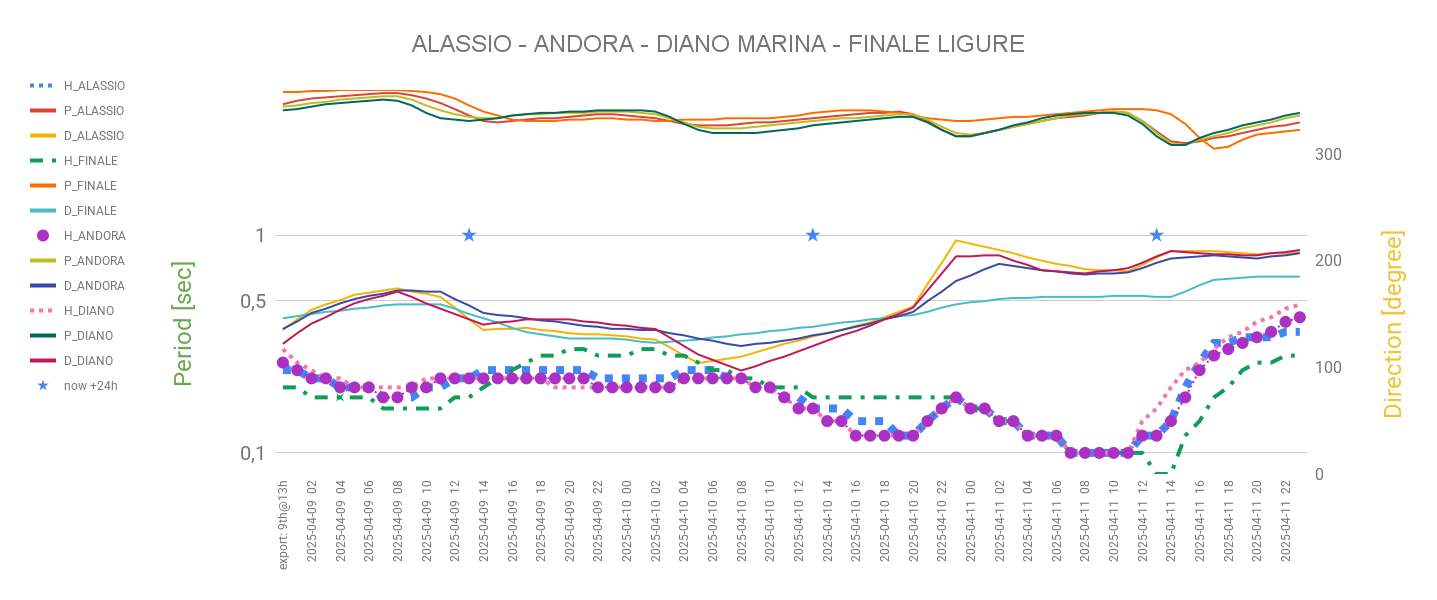 ALASSIO - ANDORA - DIANO MARINA - FINALE LIGURE
H_ALASSIO
P_ALASSIO
D_ALASSIO
H_FINALE
P_FINALE
D_FINALE
H_ANDORA
P_ANDORA
D_ANDORA
H_DIANO
P_DIANO
D_DIANO
now +24h
Period [sec]
1
0,5
0,1
300
200
100
0
Direction [degree]
export: 9th@13h
2025-04-09 02
2025-04-09 04
2025-04-09 06
2025-04-09 08
2025-04-09 10
2025-04-09 12
2025-04-09 14
2025-04-09 16
2025-04-09 18
2025-04-09 20
2025-04-09 22
2025-04-10 00
2025-04-10 02
2025-04-10 04
2025-04-10 06
2025-04-10 08
2025-04-10 10
2025-04-10 12
2025-04-10 14
2025-04-10 16
2025-04-10 18
2025-04-10 20
2025-04-10 22
2025-04-11 00
2025-04-11 02
2025-04-11 04
2025-04-11 06
2025-04-11 08
2025-04-11 10
2025-04-11 12
2025-04-11 14
2025-04-11 16
2025-04-11 18
2025-04-11 20
2025-04-11 22